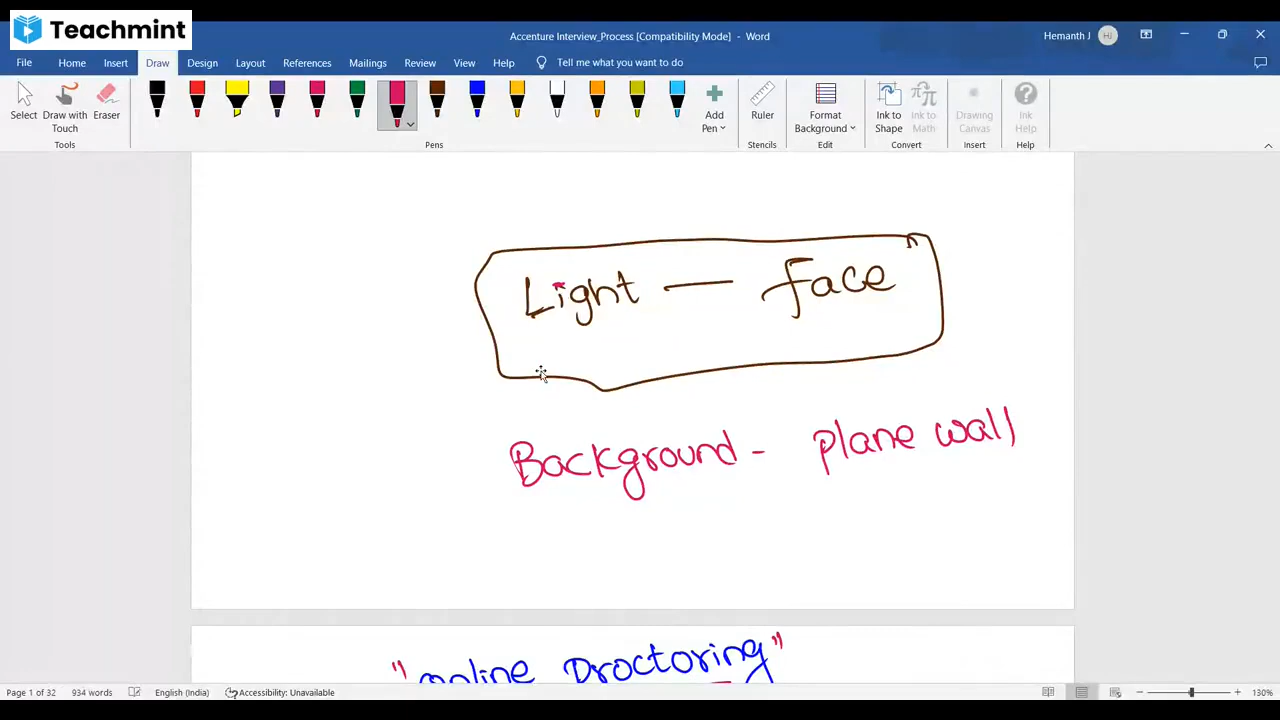 Teachmint
Accenture Interview_Process [Compatibility Mode] - Word
Hemanth J HJ
File Home Insert Draw Design Layout References Mailings Review View Help Tell me what you want to do
Select Draw with Touch Eraser Add Pen Ruler Format Background Ink to Shape Ink to Math Drawing Canvas Ink Help
Tools Pens Stencils Edit Convert Insert Help
Light — Face
Background - plane wall
"online Proctoring"
Page 1 of 32 934 words English (India) Accessibility: Unavailable 130%